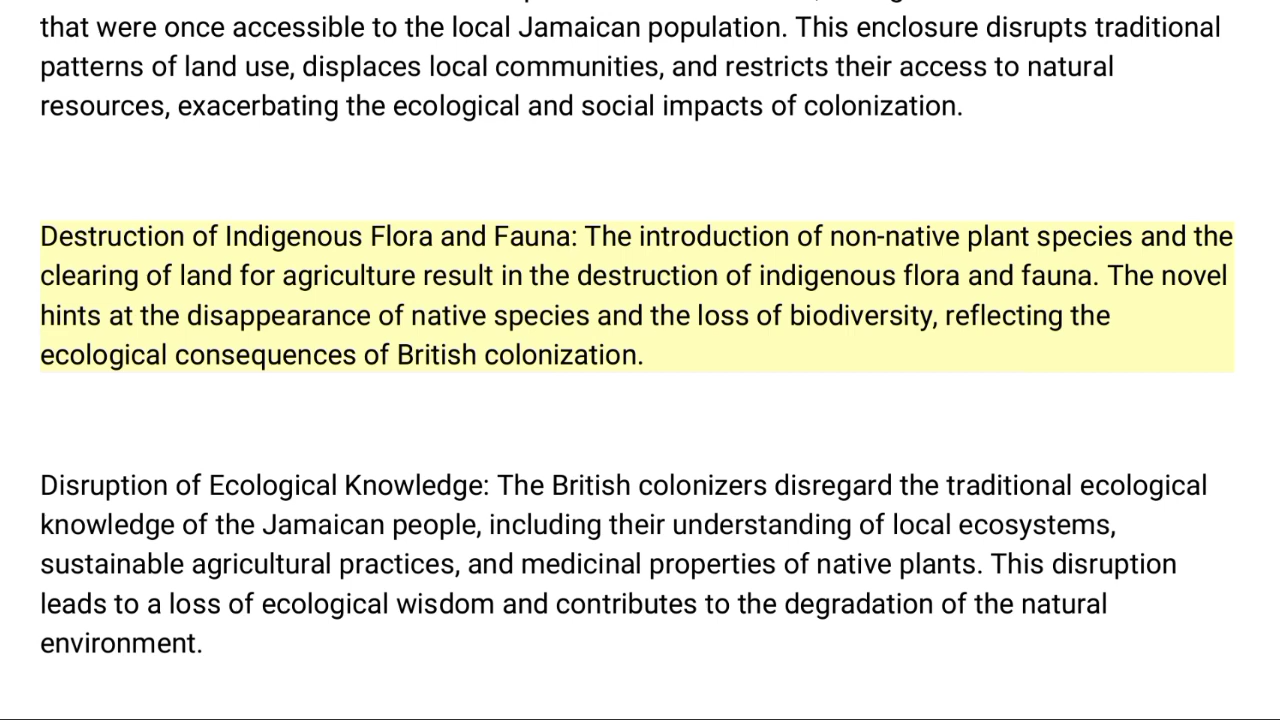 that were once accessible to the local Jamaican population. This enclosure disrupts traditional
patterns of land use, displaces local communities, and restricts their access to natural
resources, exacerbating the ecological and social impacts of colonization.
Destruction of Indigenous Flora and Fauna: The introduction of non-native plant species and the
clearing of land for agriculture result in the destruction of indigenous flora and fauna. The novel
hints at the disappearance of native species and the loss of biodiversity, reflecting the
ecological consequences of British colonization.
Disruption of Ecological Knowledge: The British colonizers disregard the traditional ecological
knowledge of the Jamaican people, including their understanding of local ecosystems,
sustainable agricultural practices, and medicinal properties of native plants. This disruption
leads to a loss of ecological wisdom and contributes to the degradation of the natural
environment.